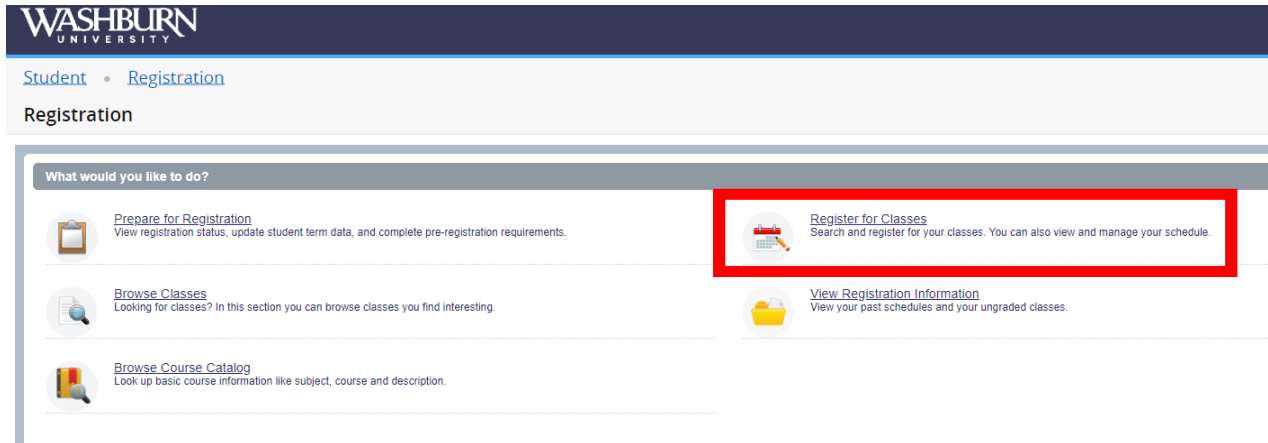 WASHBURN
UNIVERSITY
Student • Registration
Registration
What would you like to do?
Prepare for Registration
View registration status, update student term data, and complete pre-registration requirements.
Register for Classes
Search and register for your classes. You can also view and manage your schedule.
Browse Classes
Looking for classes? In this section you can browse classes you find interesting.
View Registration Information
View your past schedules and your ungraded classes.
Browse Course Catalog
Look up basic course information like subject, course and description.